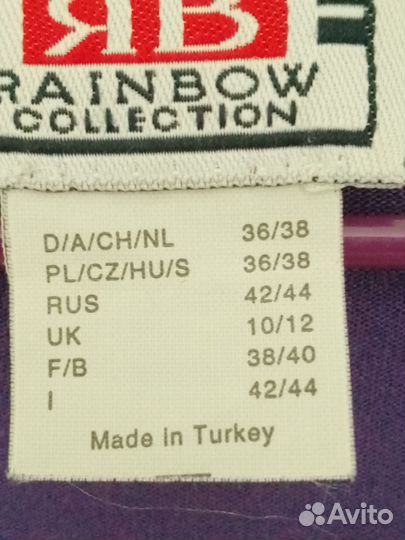 RB
RAINBOW
COLLECTION
D/A/CH/NL 36/38
PL/CZ/HU/S 36/38
RUS 42/44
UK 10/12
F/B 38/40
I 42/44
Made in Turkey
Avito